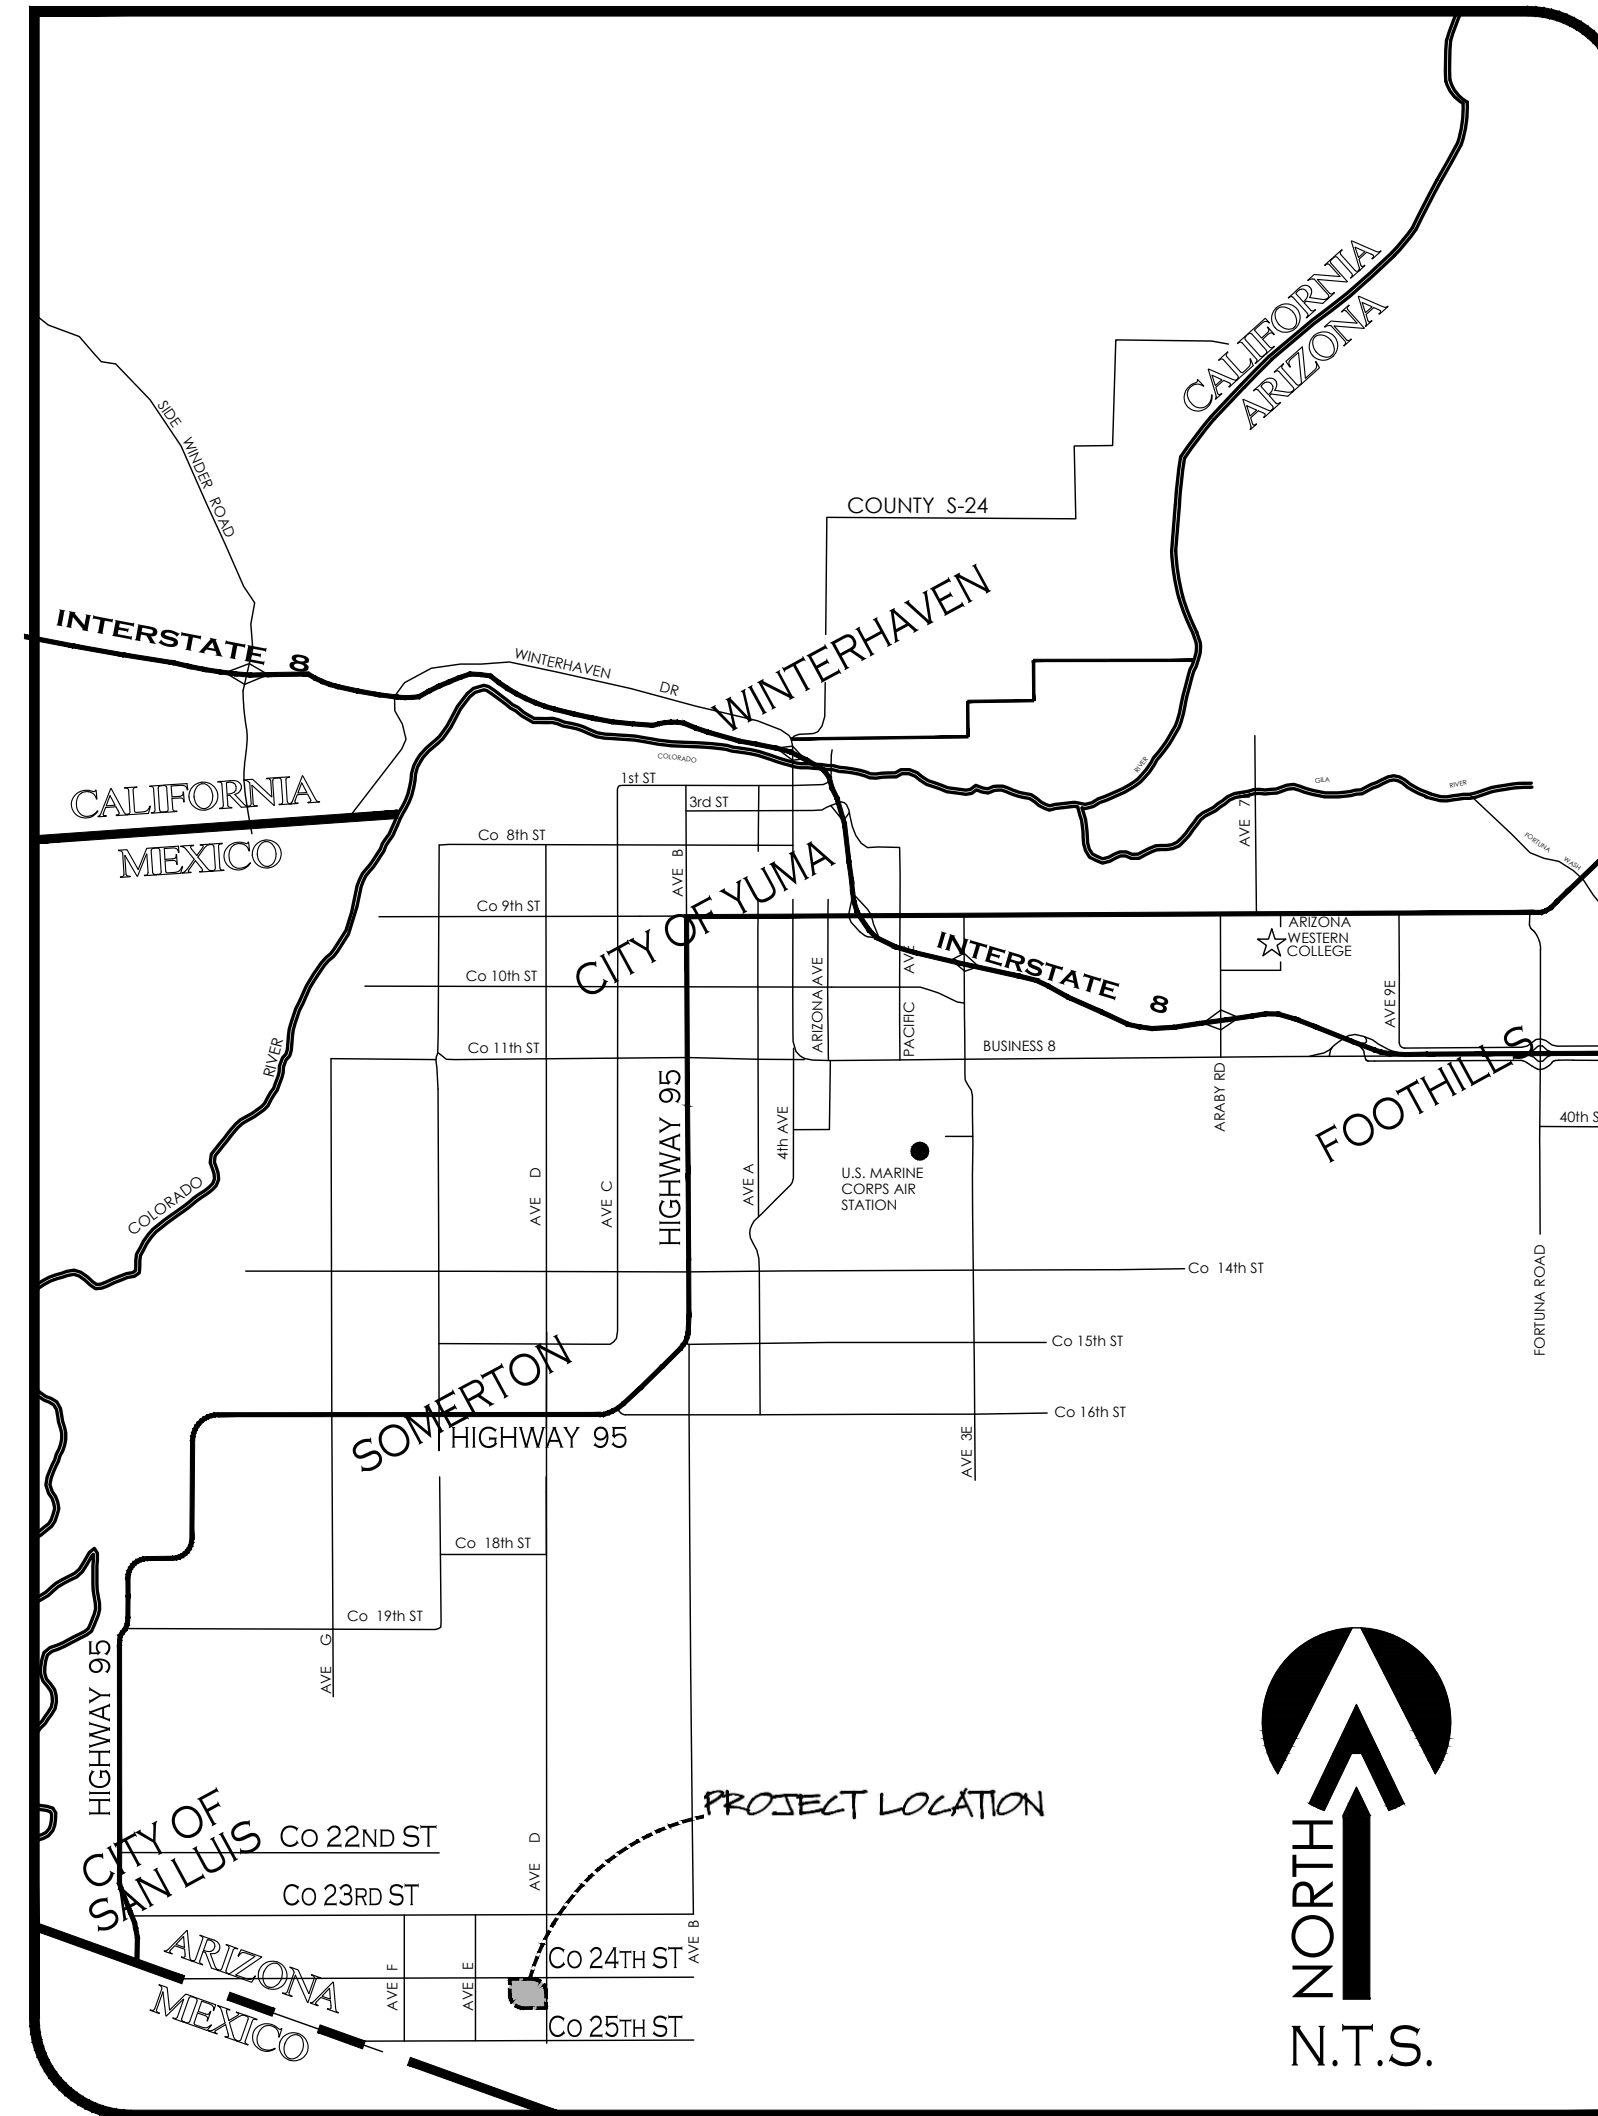 CALIFORNIA
ARIZONA
SIDE WINDER ROAD
COUNTY S-24
WINTERHAVEN
INTERSTATE 8
WINTERHAVEN DR
COLORADO
RIVER
GILA
RIVER
1st ST
3rd ST
CALIFORNIA
MEXICO
Co 8th ST
AVE B
CITY OF YUMA
AVE 7
FORTUNA WASH
Co 9th ST
ARIZONA
WESTERN
COLLEGE
INTERSTATE 8
Co 10th ST
ARIZONA AVE
PACIFIC AVE
AVE 9E
RIVER
Co 11th ST
BUSINESS 8
FOOTHILLS
HIGHWAY 95
ARABY RD
40th S
4th AVE
AVE D
AVE C
AVE A
U.S. MARINE
CORPS AIR
STATION
COLORADO
Co 14th ST
FORTUNA ROAD
Co 15th ST
SOMERTON
Co 16th ST
HIGHWAY 95
AVE 3E
Co 18th ST
Co 19th ST
AVE G
HIGHWAY 95
PROJECT LOCATION
CITY OF
SAN LUIS
Co 22ND ST
AVE D
Co 23RD ST
NORTH
ARIZONA
MEXICO
AVE F
AVE E
Co 24TH ST
AVE B
Co 25TH ST
N.T.S.